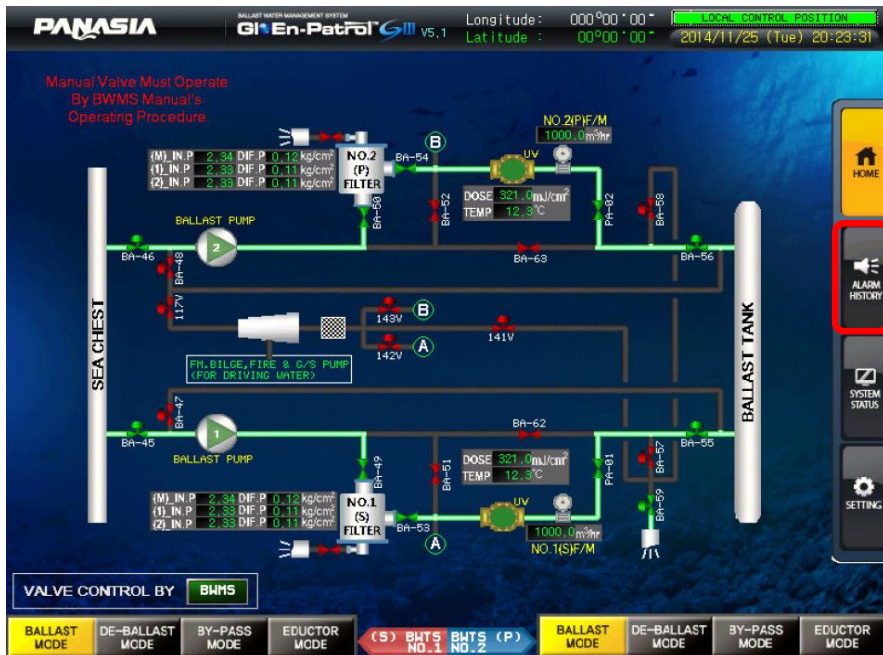 PANASIA
BALLAST WATER MANAGEMENT SYSTEM
GloEn-Patrol™ GIII V5.1
Longitude: 000°00'00"
Latitude : 00°00'00"
LOCAL CONTROL POSITION
2014/11/25 (Tue) 20:23:31
Manual Valve Must Operate
By BWMS Manual's
Operating Procedure.
(M)_IN.P 2.34 DIF.P 0.12 kg/cm²
(1)_IN.P 2.33 DIF.P 0.11 kg/cm²
(2)_IN.P 2.33 DIF.P 0.11 kg/cm²
NO.2
(P)
FILTER
BA-54
B
UV
NO.2(P)F/M
1000.0 m³/hr
DOSE 321.0 mJ/cm²
TEMP 12.3 °C
BA-50
BA-52
PA-02
BA-58
BALLAST PUMP
2
BA-46
BA-48
BA-63
BA-56
117V
143V
B
142V
A
141V
FM.BILGE,FIRE & G/S PUMP
(FOR DRIVING WATER)
SEA CHEST
BALLAST TANK
BA-47
BA-45
1
BALLAST PUMP
BA-62
BA-55
BA-49
BA-51
DOSE 321.0 mJ/cm²
TEMP 12.3 °C
PA-01
BA-57
BA-59
(M)_IN.P 2.34 DIF.P 0.12 kg/cm²
(1)_IN.P 2.33 DIF.P 0.11 kg/cm²
(2)_IN.P 2.33 DIF.P 0.11 kg/cm²
NO.1
(S)
FILTER
BA-53
A
UV
1000.0 m³/hr
NO.1(S)F/M
HOME
ALARM
HISTORY
SYSTEM
STATUS
SETTING
VALVE CONTROL BY BWMS
BALLAST
MODE
DE-BALLAST
MODE
BY-PASS
MODE
EDUCTOR
MODE
(S) BWTS
NO.1
BWTS (P)
NO.2
BALLAST
MODE
DE-BALLAST
MODE
BY-PASS
MODE
EDUCTOR
MODE